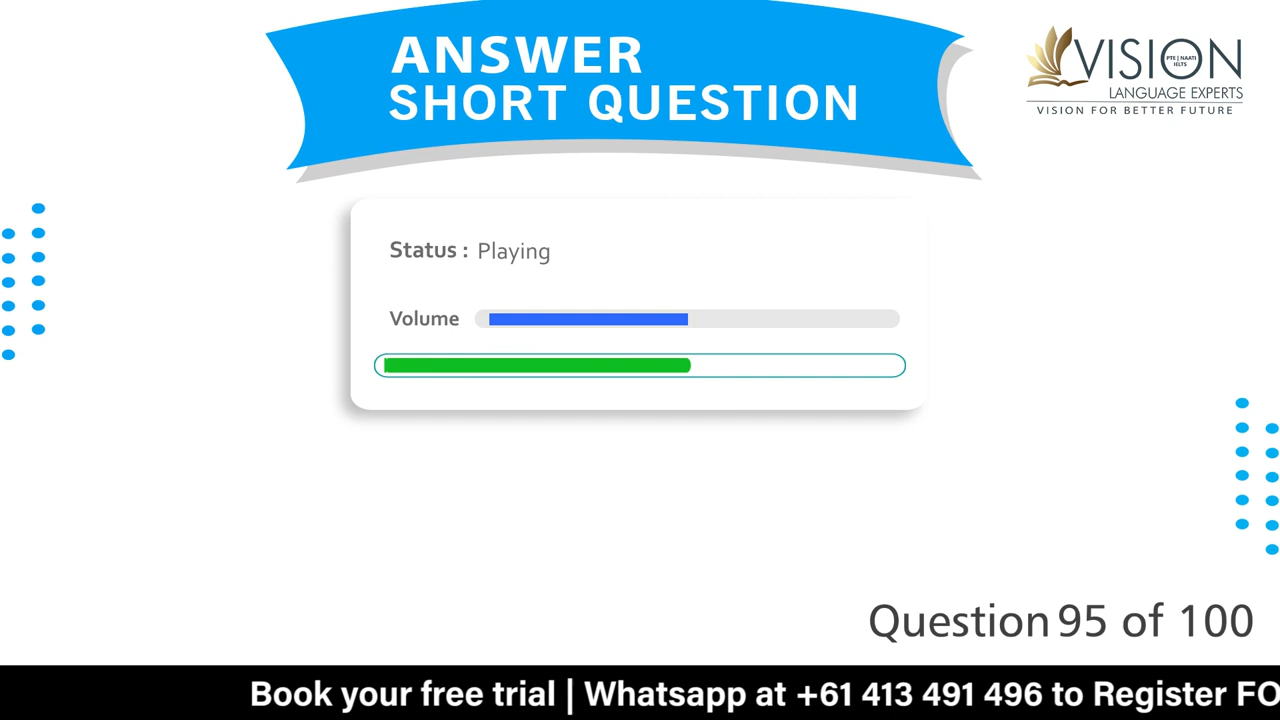 ANSWER
SHORT QUESTION
VISION
PTE | NAATI
IELTS
LANGUAGE EXPERTS
VISION FOR BETTER FUTURE
Status : Playing
Volume
Question 95 of 100
Book your free trial | Whatsapp at +61 413 491 496 to Register FO